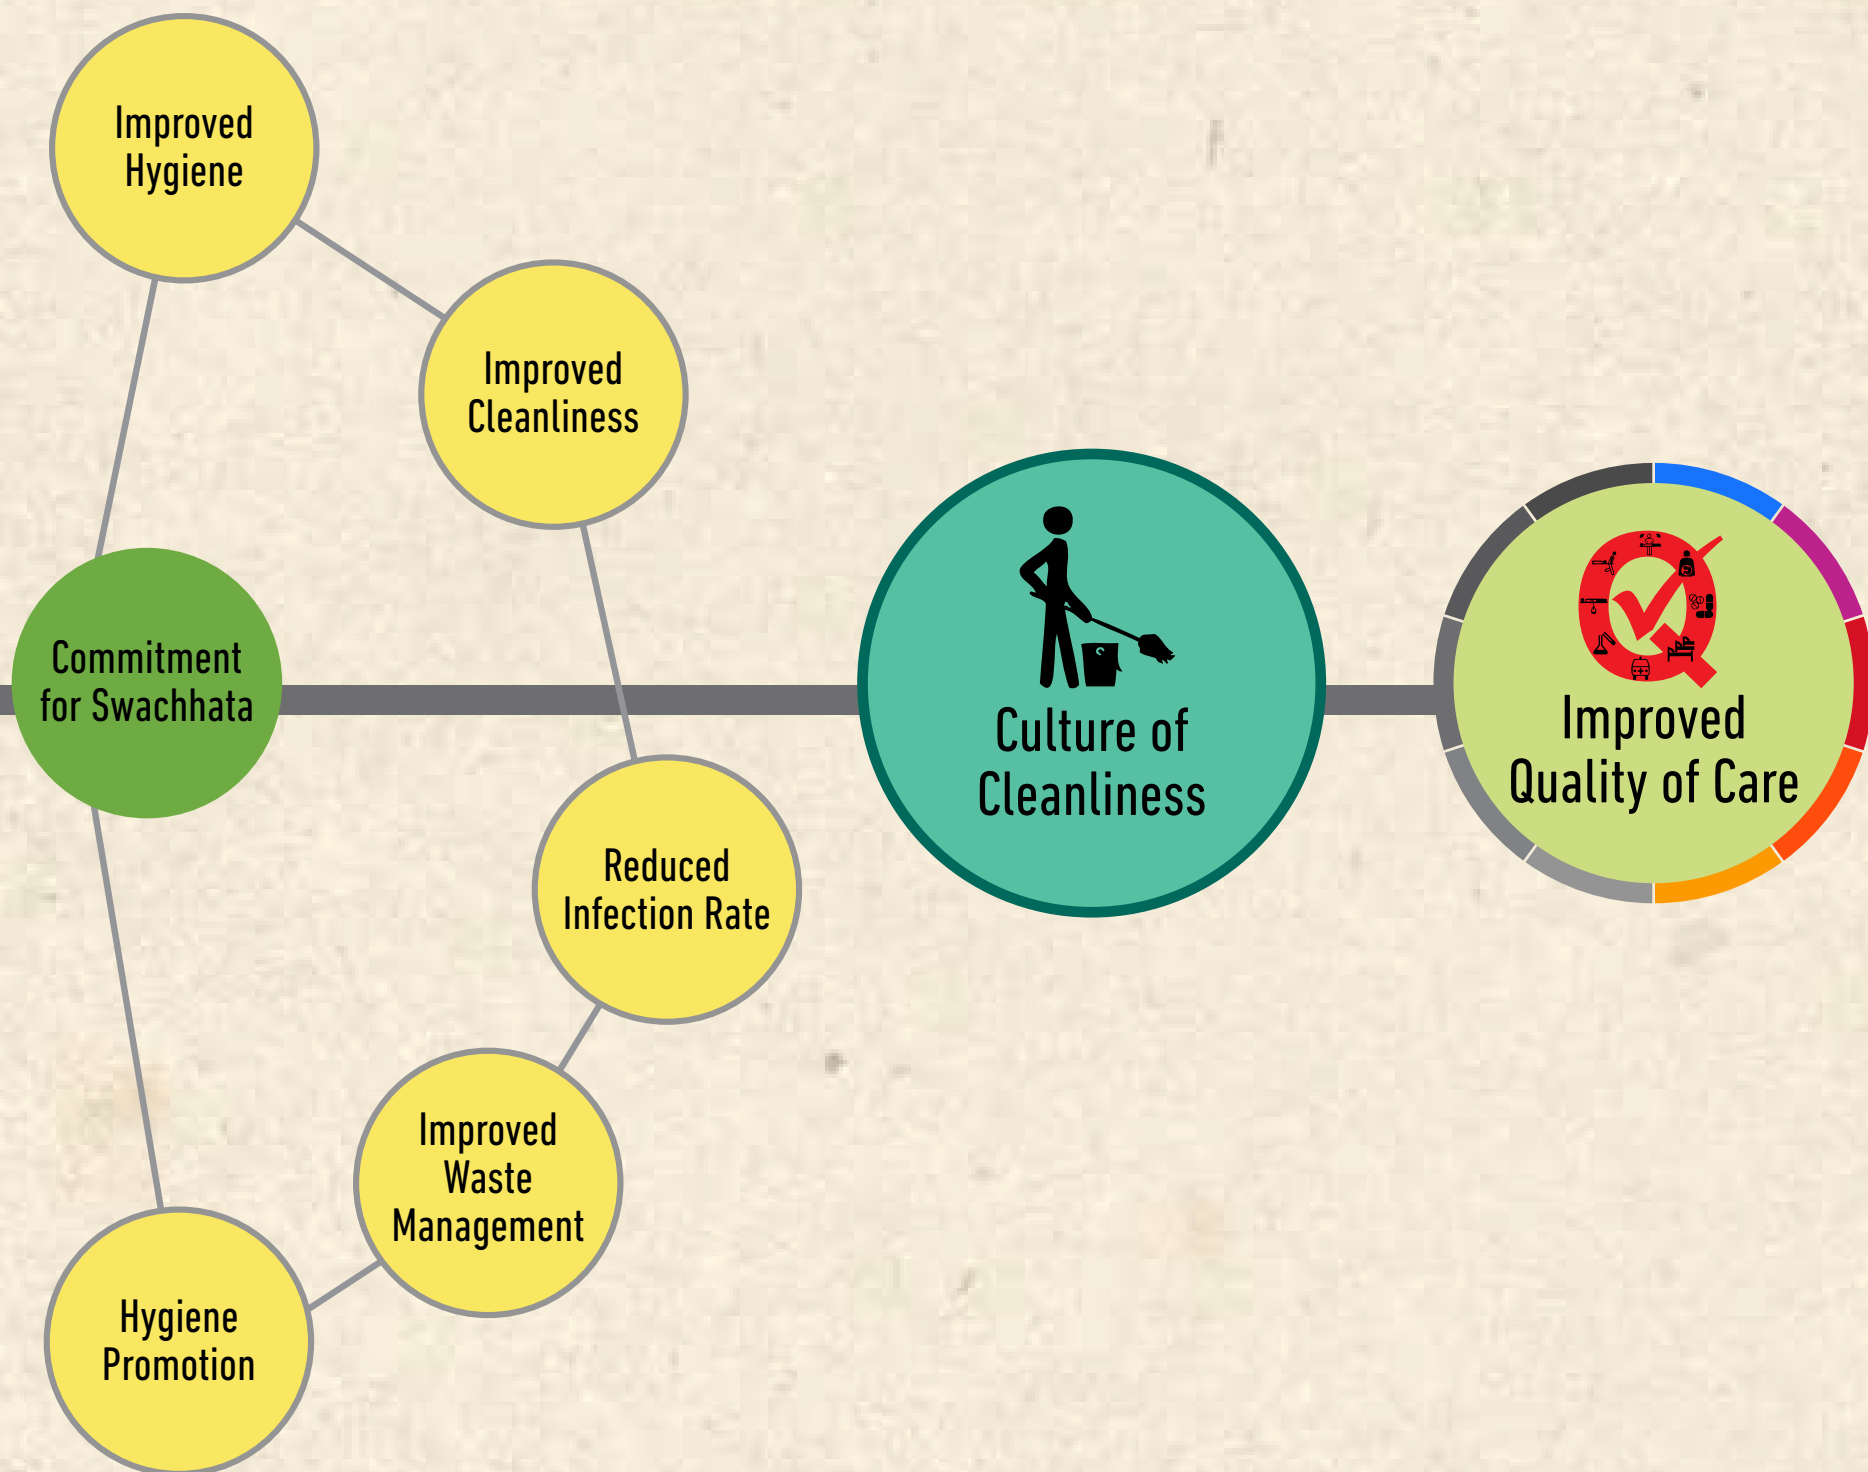 Improved
Hygiene
Improved
Cleanliness
Commitment
for Swachhata
Culture of
Cleanliness
Improved
Quality of Care
Reduced
Infection Rate
Improved
Waste
Management
Hygiene
Promotion